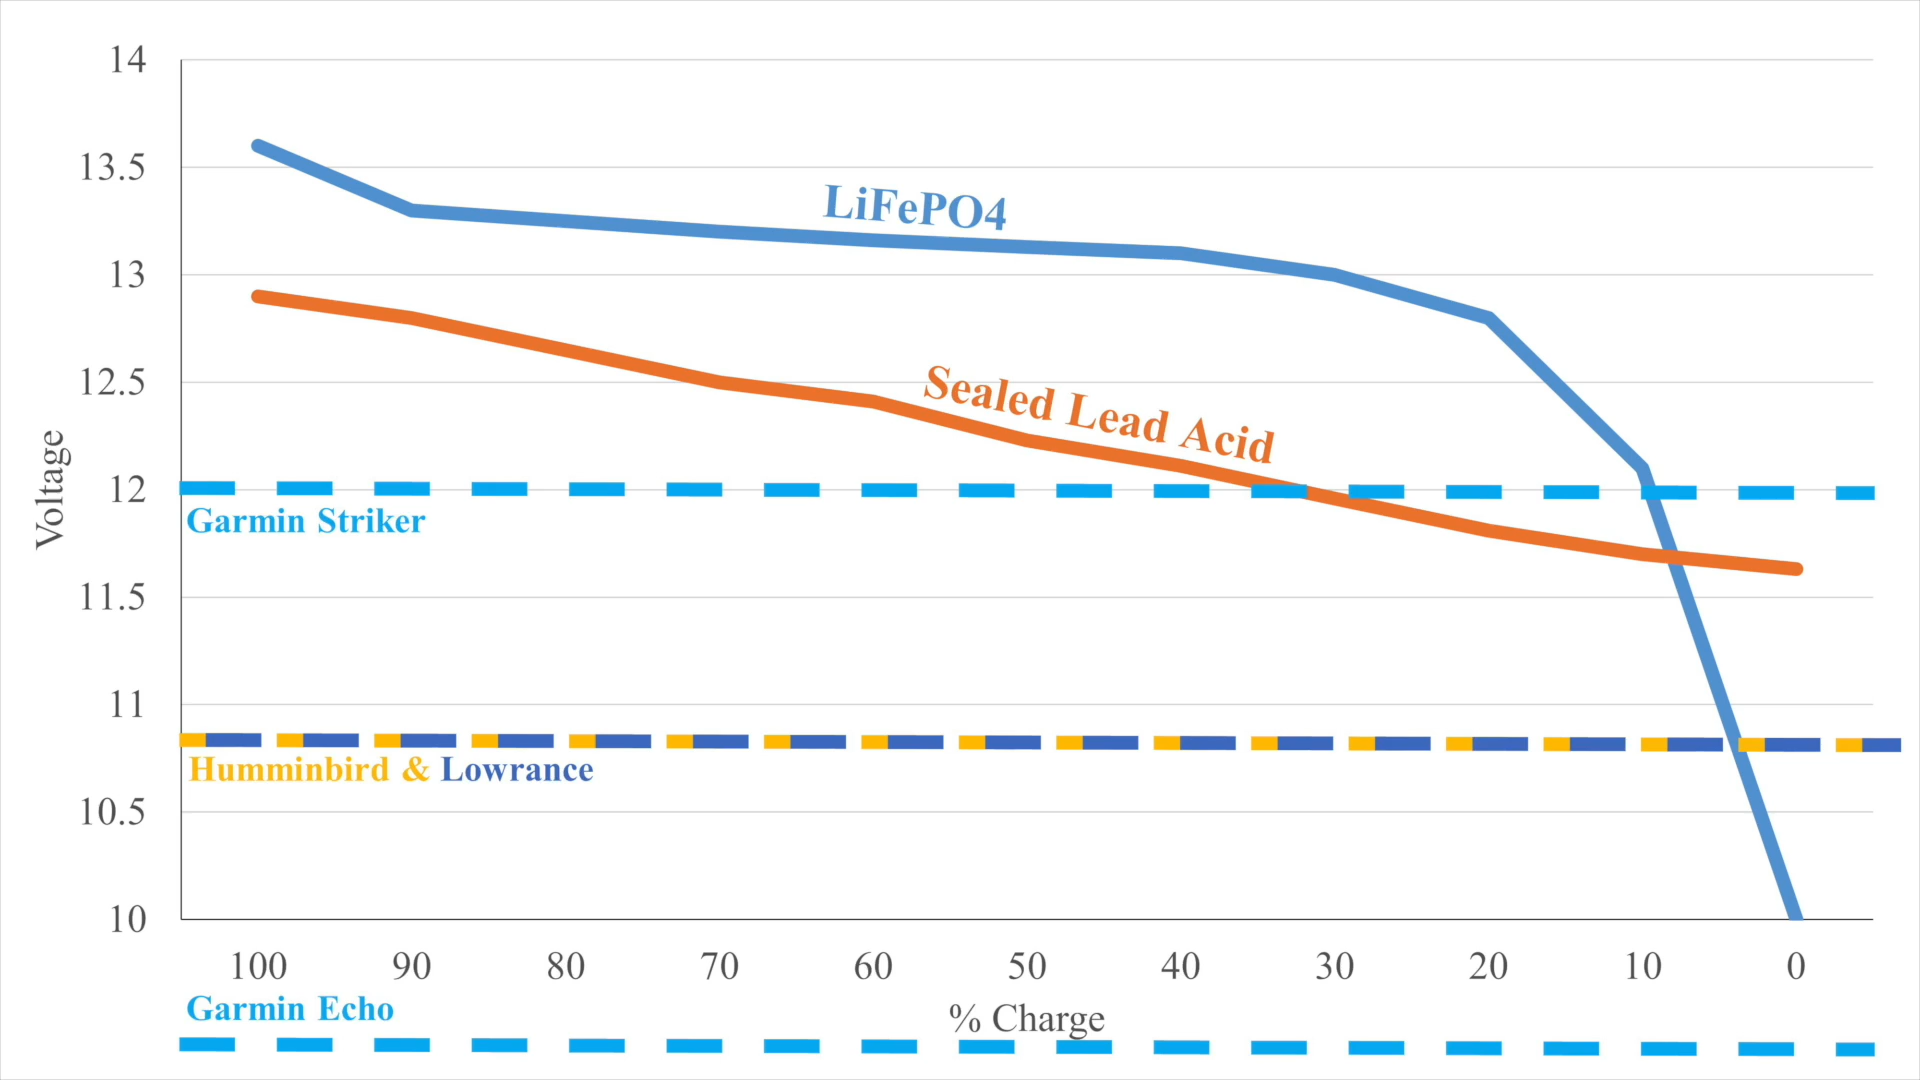 14
13.5
13
12.5
12
11.5
11
10.5
10
Voltage
LiFePO4
Sealed Lead Acid
Garmin Striker
Humminbird & Lowrance
100 90 80 70 60 50 40 30 20 10 0
Garmin Echo
% Charge